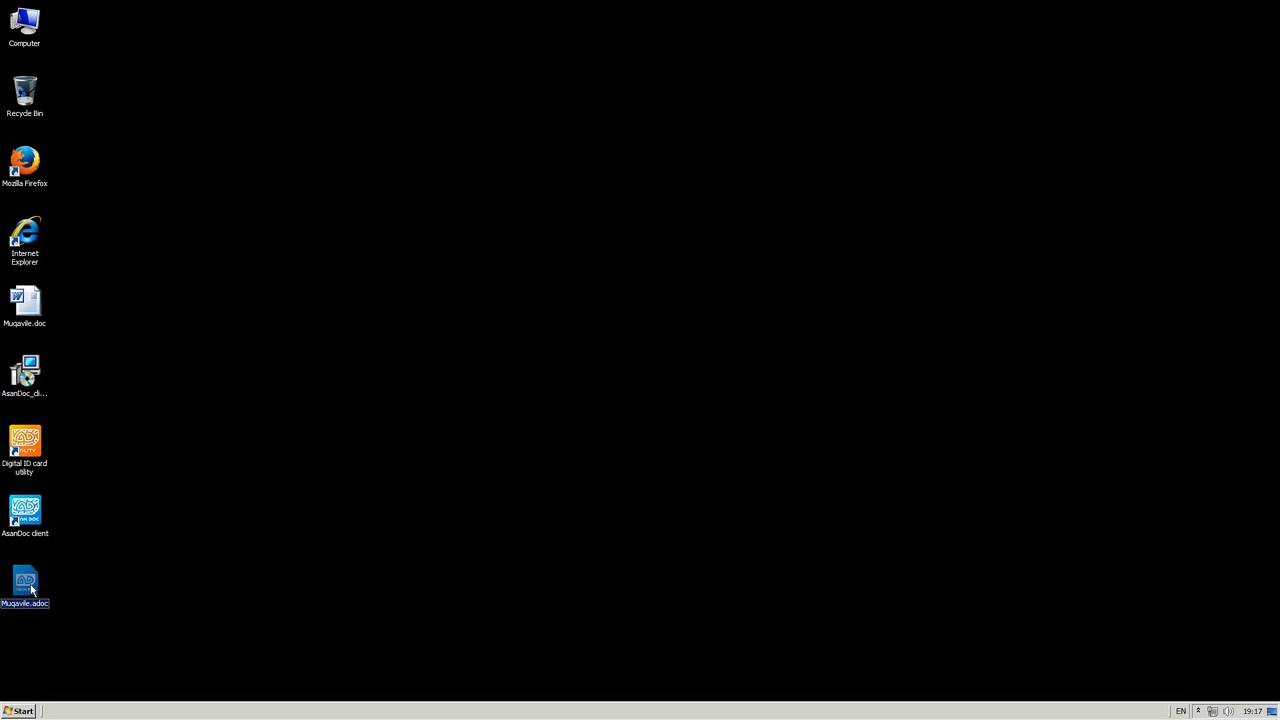 Computer
Recycle Bin
Mozilla Firefox
Internet
Explorer
Muqavile.doc
AsanDoc_cli...
Digital ID card
utility
AsanDoc client
Muqavile.adoc
Start
EN
19:17